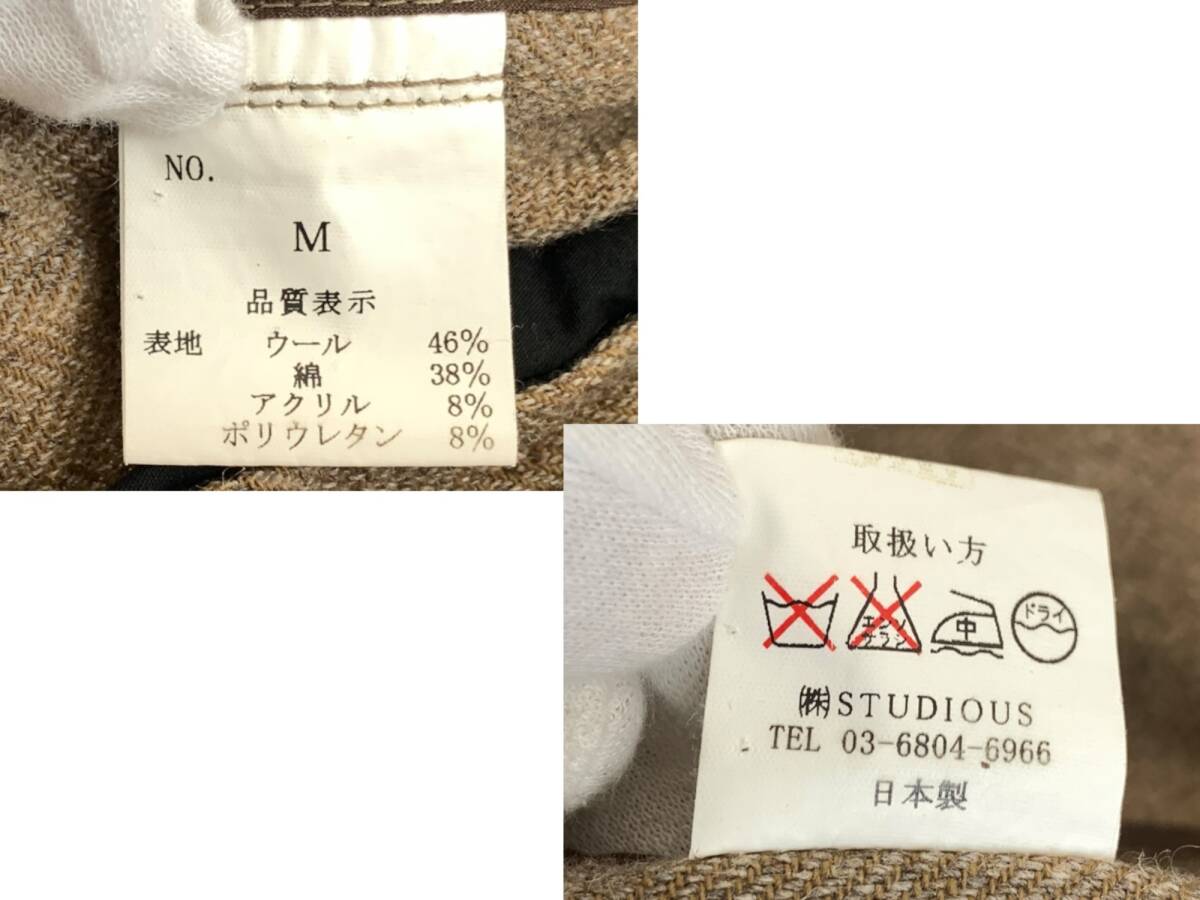 NO.
M
品質表示
表地 ウール 46%
綿 38%
アクリル 8%
ポリウレタン 8%
取扱い方
エンソサラシ 中 ドライ
㈱STUDIOUS
TEL 03-6804-6966
日本製